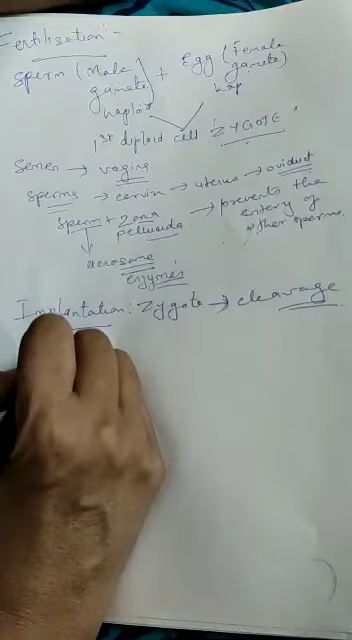 Fertilisation:-
Sperm (Male gamete) + Egg (Female gamete)
haploid hap
1st diploid cell 'ZYGOTE'
Semen → vagina
Sperms → cervix → uterus → oviduct
Sperm + Zona pellucida → prevents the entery of other sperms.
acrosome
enzymes
Implantation: Zygote → cleavage